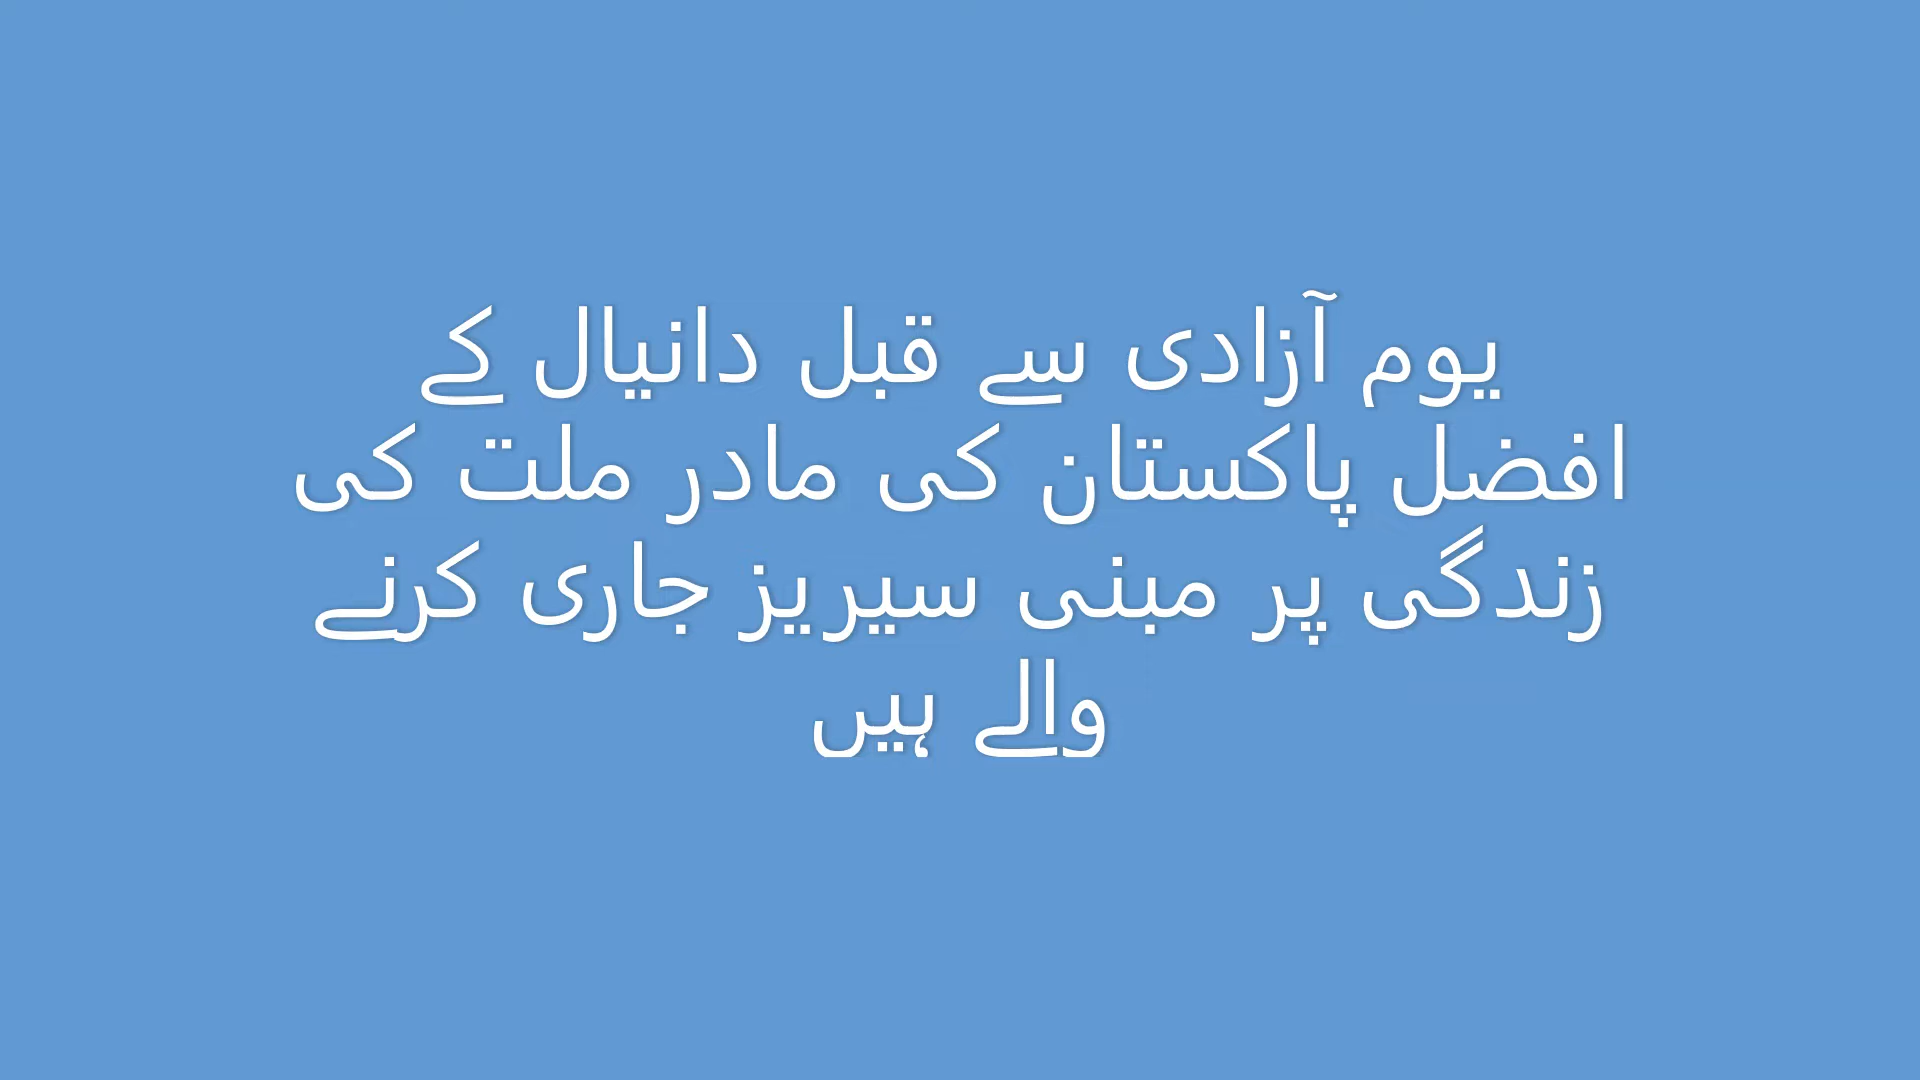 یوم آزادی سے قبل دانیال کے
افضل پاکستان کی مادر ملت کی
زندگی پر مبنی سیریز جاری کرنے
والے ہیں